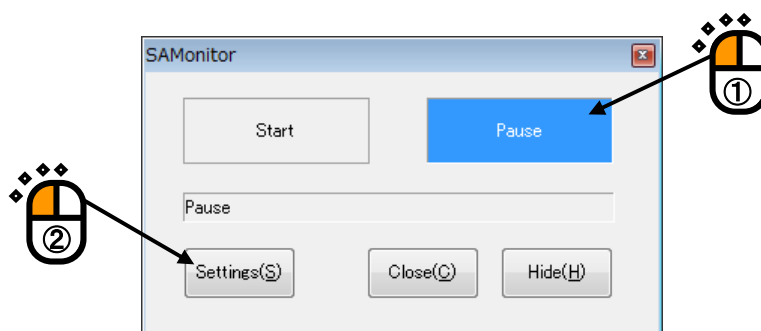 SAMonitor
①
Start
Pause
Pause
②
Settings(S)
Close(C)
Hide(H)